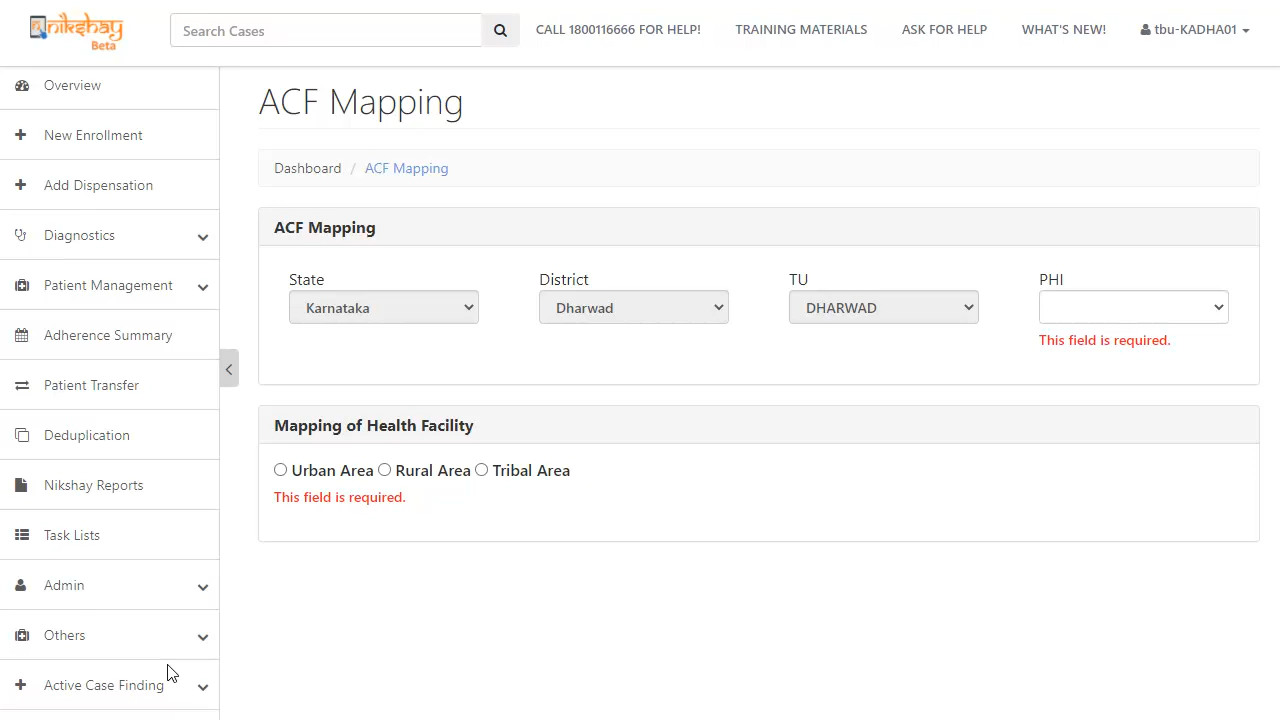 nikshay
Beta
Search Cases
CALL 1800116666 FOR HELP!
TRAINING MATERIALS
ASK FOR HELP
WHAT'S NEW!
tbu-KADHA01
Overview
New Enrollment
Add Dispensation
Diagnostics
Patient Management
Adherence Summary
Patient Transfer
Deduplication
Nikshay Reports
Task Lists
Admin
Others
Active Case Finding
ACF Mapping
Dashboard / ACF Mapping
ACF Mapping
State District TU PHI
Karnataka Dharwad DHARWAD
This field is required.
Mapping of Health Facility
Urban Area Rural Area Tribal Area
This field is required.